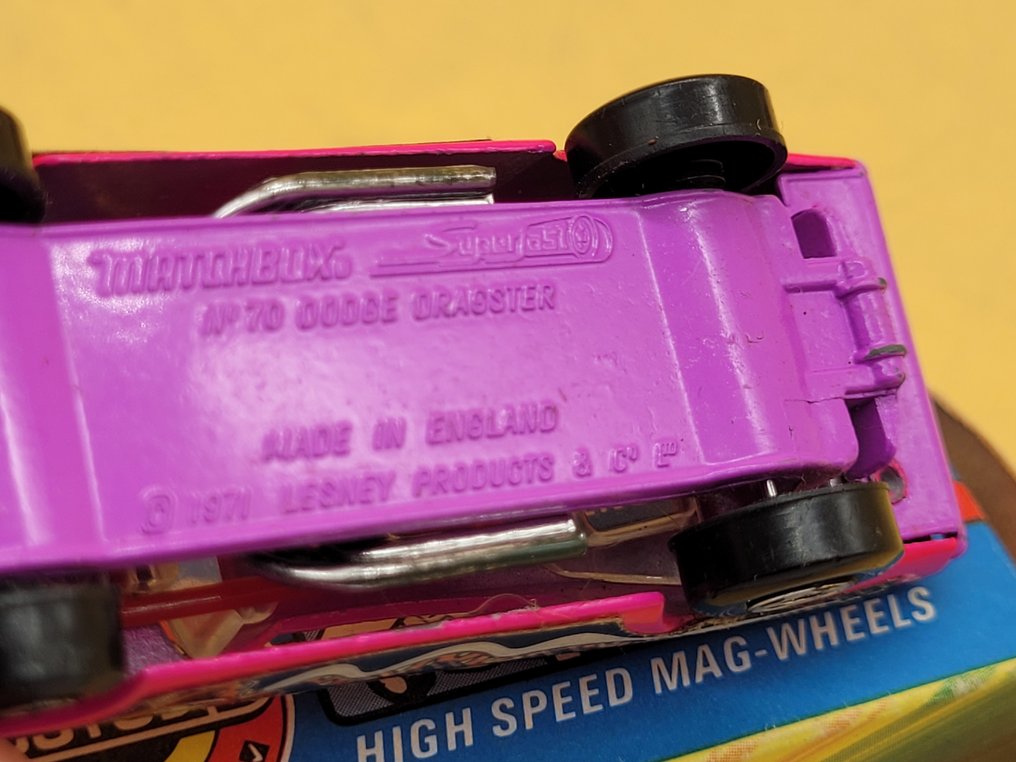 MATCHBOX® Superfast
Nº 70 DODGE DRAGSTER
MADE IN ENGLAND
© 1971 LESNEY PRODUCTS & Cº Lᵀᴰ
HIGH SPEED MAG-WHEELS